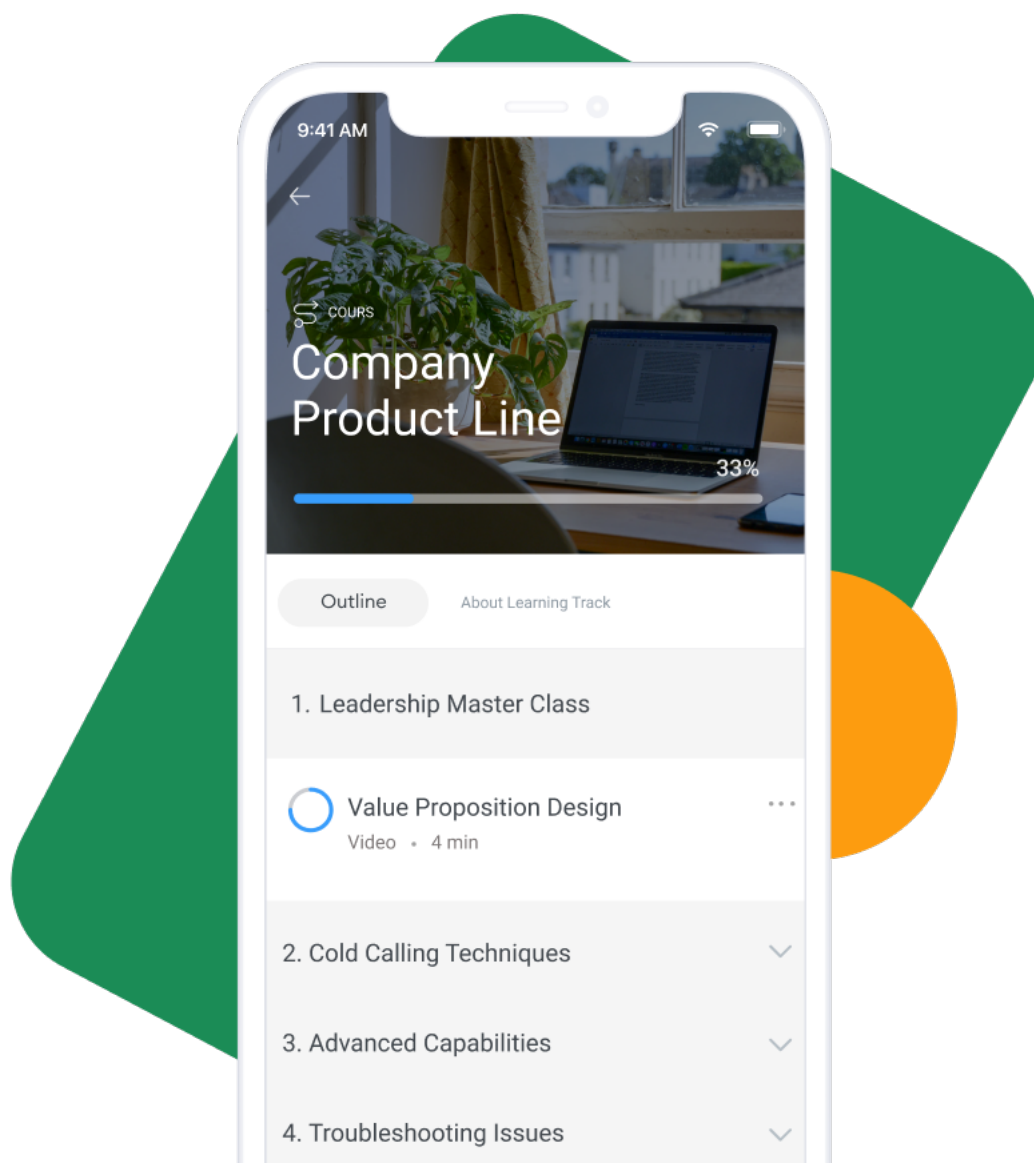 9:41 AM
COURS
Company
Product Line
33%
Outline
About Learning Track
1. Leadership Master Class
Value Proposition Design
Video • 4 min
2. Cold Calling Techniques
3. Advanced Capabilities
4. Troubleshooting Issues